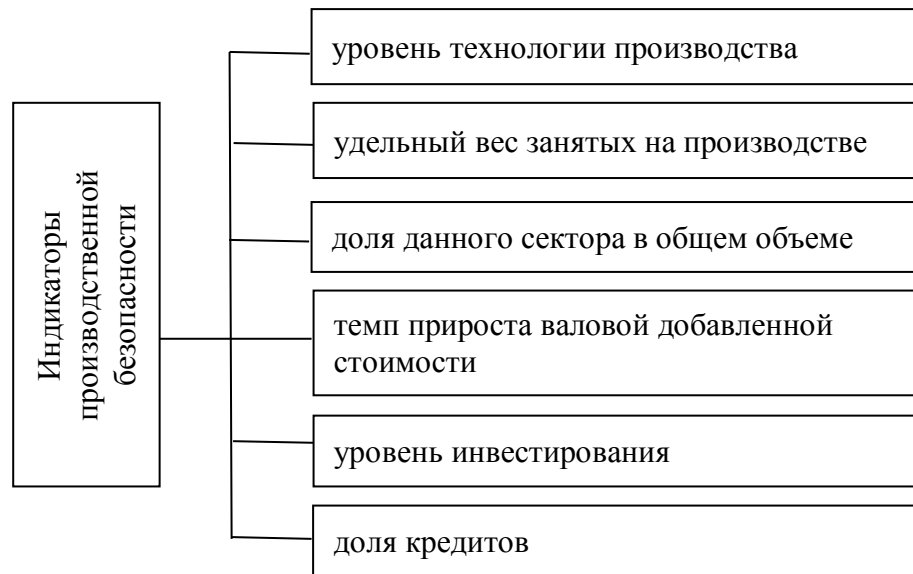 Индикаторы
производственной
безопасности
уровень технологии производства
удельный вес занятых на производстве
доля данного сектора в общем объеме
темп прироста валовой добавленной
стоимости
уровень инвестирования
доля кредитов